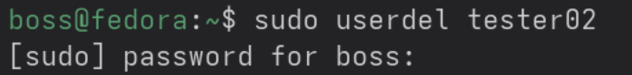 boss@fedora:~$ sudo userdel tester02
[sudo] password for boss: